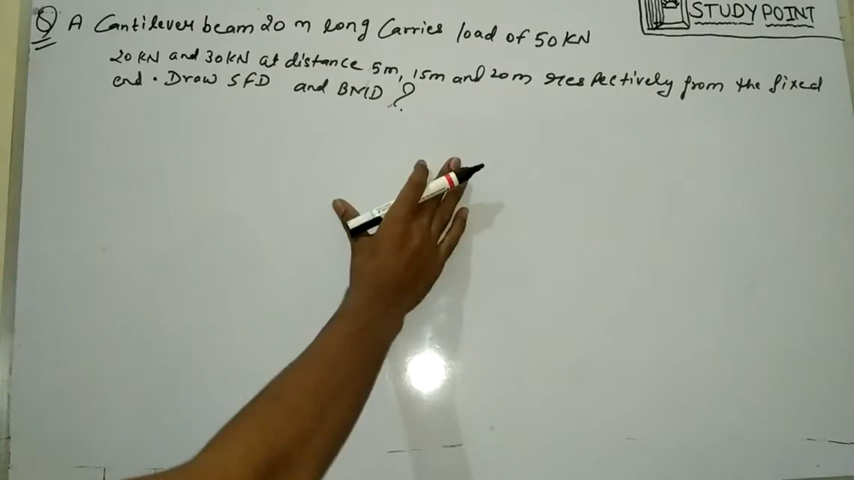 STUDY POINT
Q A Cantilever beam 20 m long Carries load of 50 KN
20 KN and 30 KN at distance 5m, 15m and 20m respectively from the fixed
end. Draw SFD and BMD ?